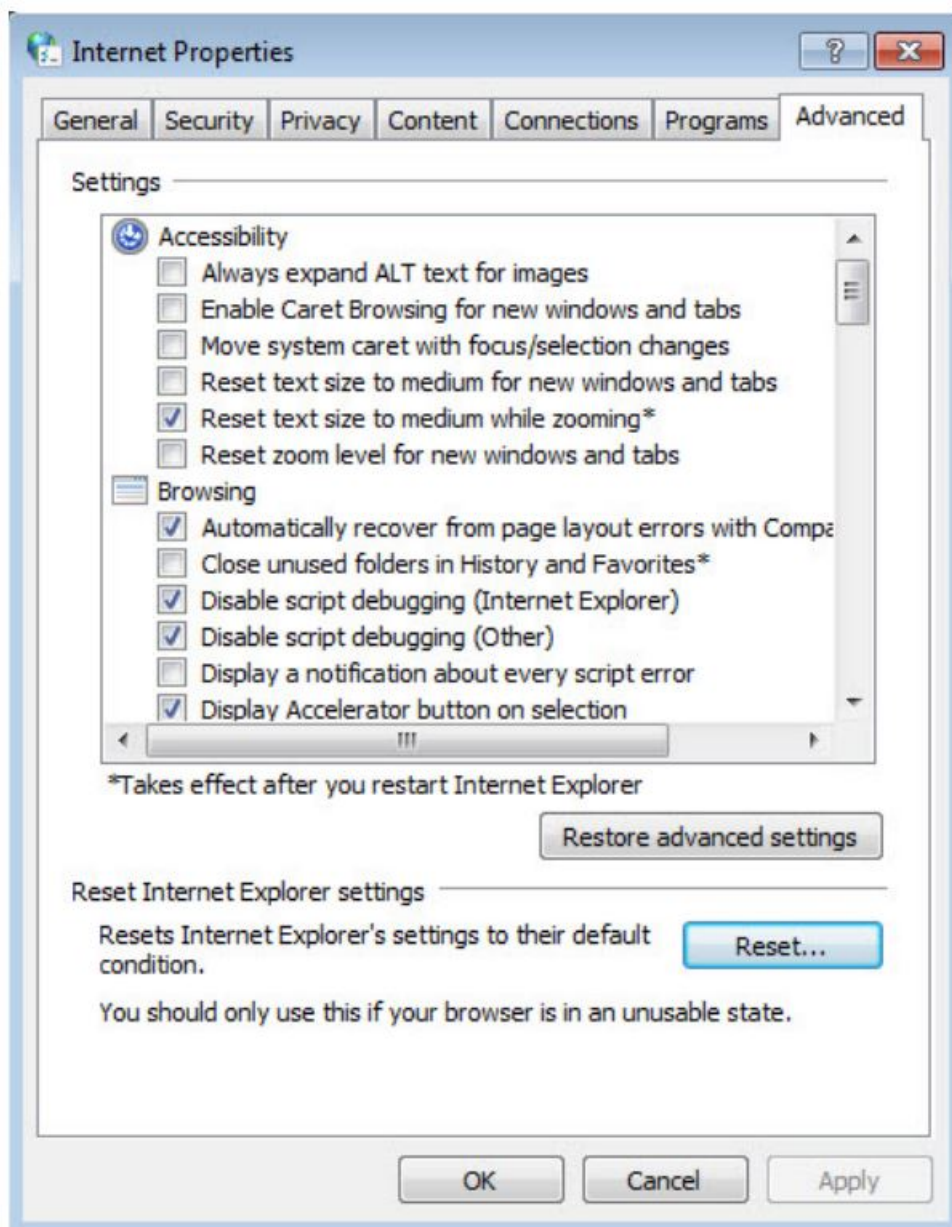 Internet Properties
General Security Privacy Content Connections Programs Advanced
Settings
Accessibility
Always expand ALT text for images
Enable Caret Browsing for new windows and tabs
Move system caret with focus/selection changes
Reset text size to medium for new windows and tabs
Reset text size to medium while zooming*
Reset zoom level for new windows and tabs
Browsing
Automatically recover from page layout errors with Compa
Close unused folders in History and Favorites*
Disable script debugging (Internet Explorer)
Disable script debugging (Other)
Display a notification about every script error
Display Accelerator button on selection
*Takes effect after you restart Internet Explorer
Restore advanced settings
Reset Internet Explorer settings
Resets Internet Explorer's settings to their default
condition.
Reset...
You should only use this if your browser is in an unusable state.
OK Cancel Apply